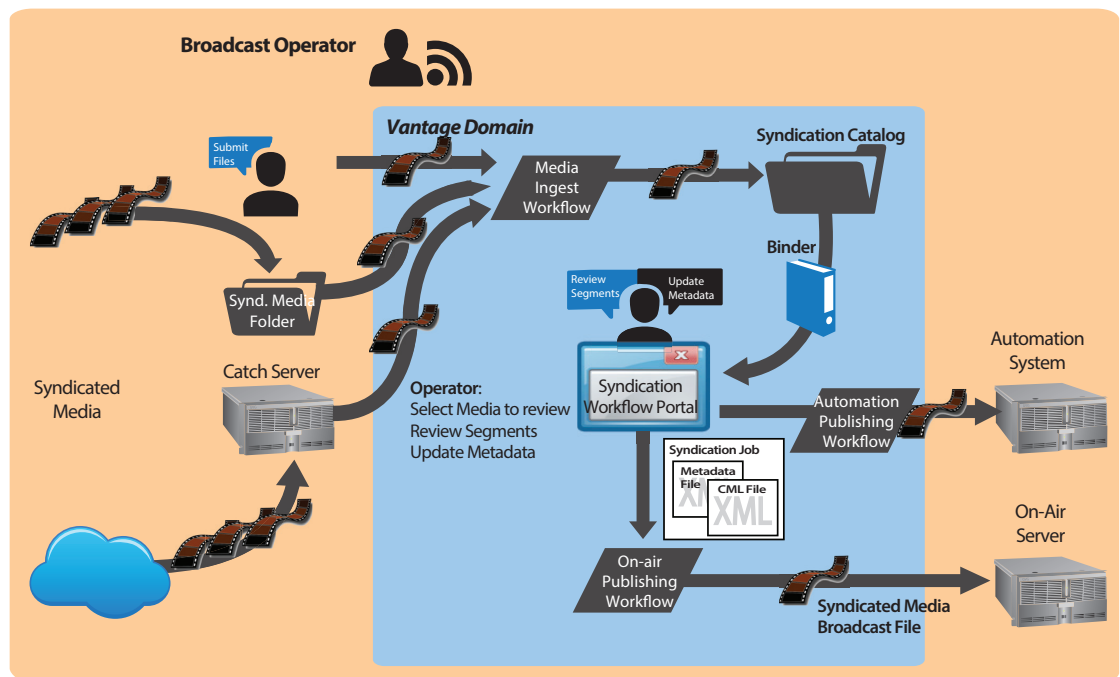 Broadcast Operator
Vantage Domain
Submit
Files
Syndication Catalog
Media
Ingest
Workflow
Binder
Synd. Media
Folder
Review
Segments
Update
Metadata
Automation
System
Syndicated
Media
Catch Server
Operator:
Select Media to review
Review Segments
Update Metadata
Syndication
Workflow Portal
Automation
Publishing
Workflow
Syndication Job
Metadata
File
XML
CML File
XML
On-Air
Server
On-air
Publishing
Workflow
Syndicated Media
Broadcast File